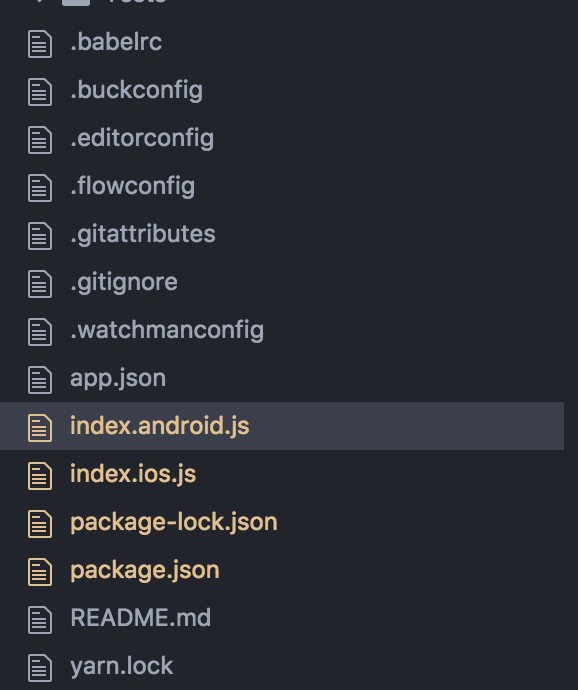 .babelrc
.buckconfig
.editorconfig
.flowconfig
.gitattributes
.gitignore
.watchmanconfig
app.json
index.android.js
index.ios.js
package-lock.json
package.json
README.md
yarn.lock